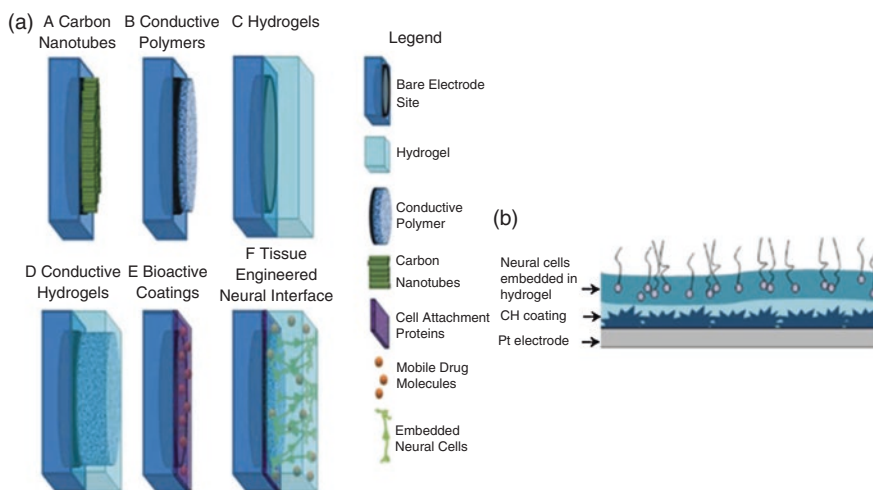 (a)
A Carbon
Nanotubes
B Conductive
Polymers
C Hydrogels
D Conductive
Hydrogels
E Bioactive
Coatings
F Tissue
Engineered
Neural Interface
Legend
Bare Electrode
Site
Hydrogel
Conductive
Polymer
Carbon
Nanotubes
Cell Attachment
Proteins
Mobile Drug
Molecules
Embedded
Neural Cells
(b)
Neural cells
embedded in
hydrogel
CH coating
Pt electrode